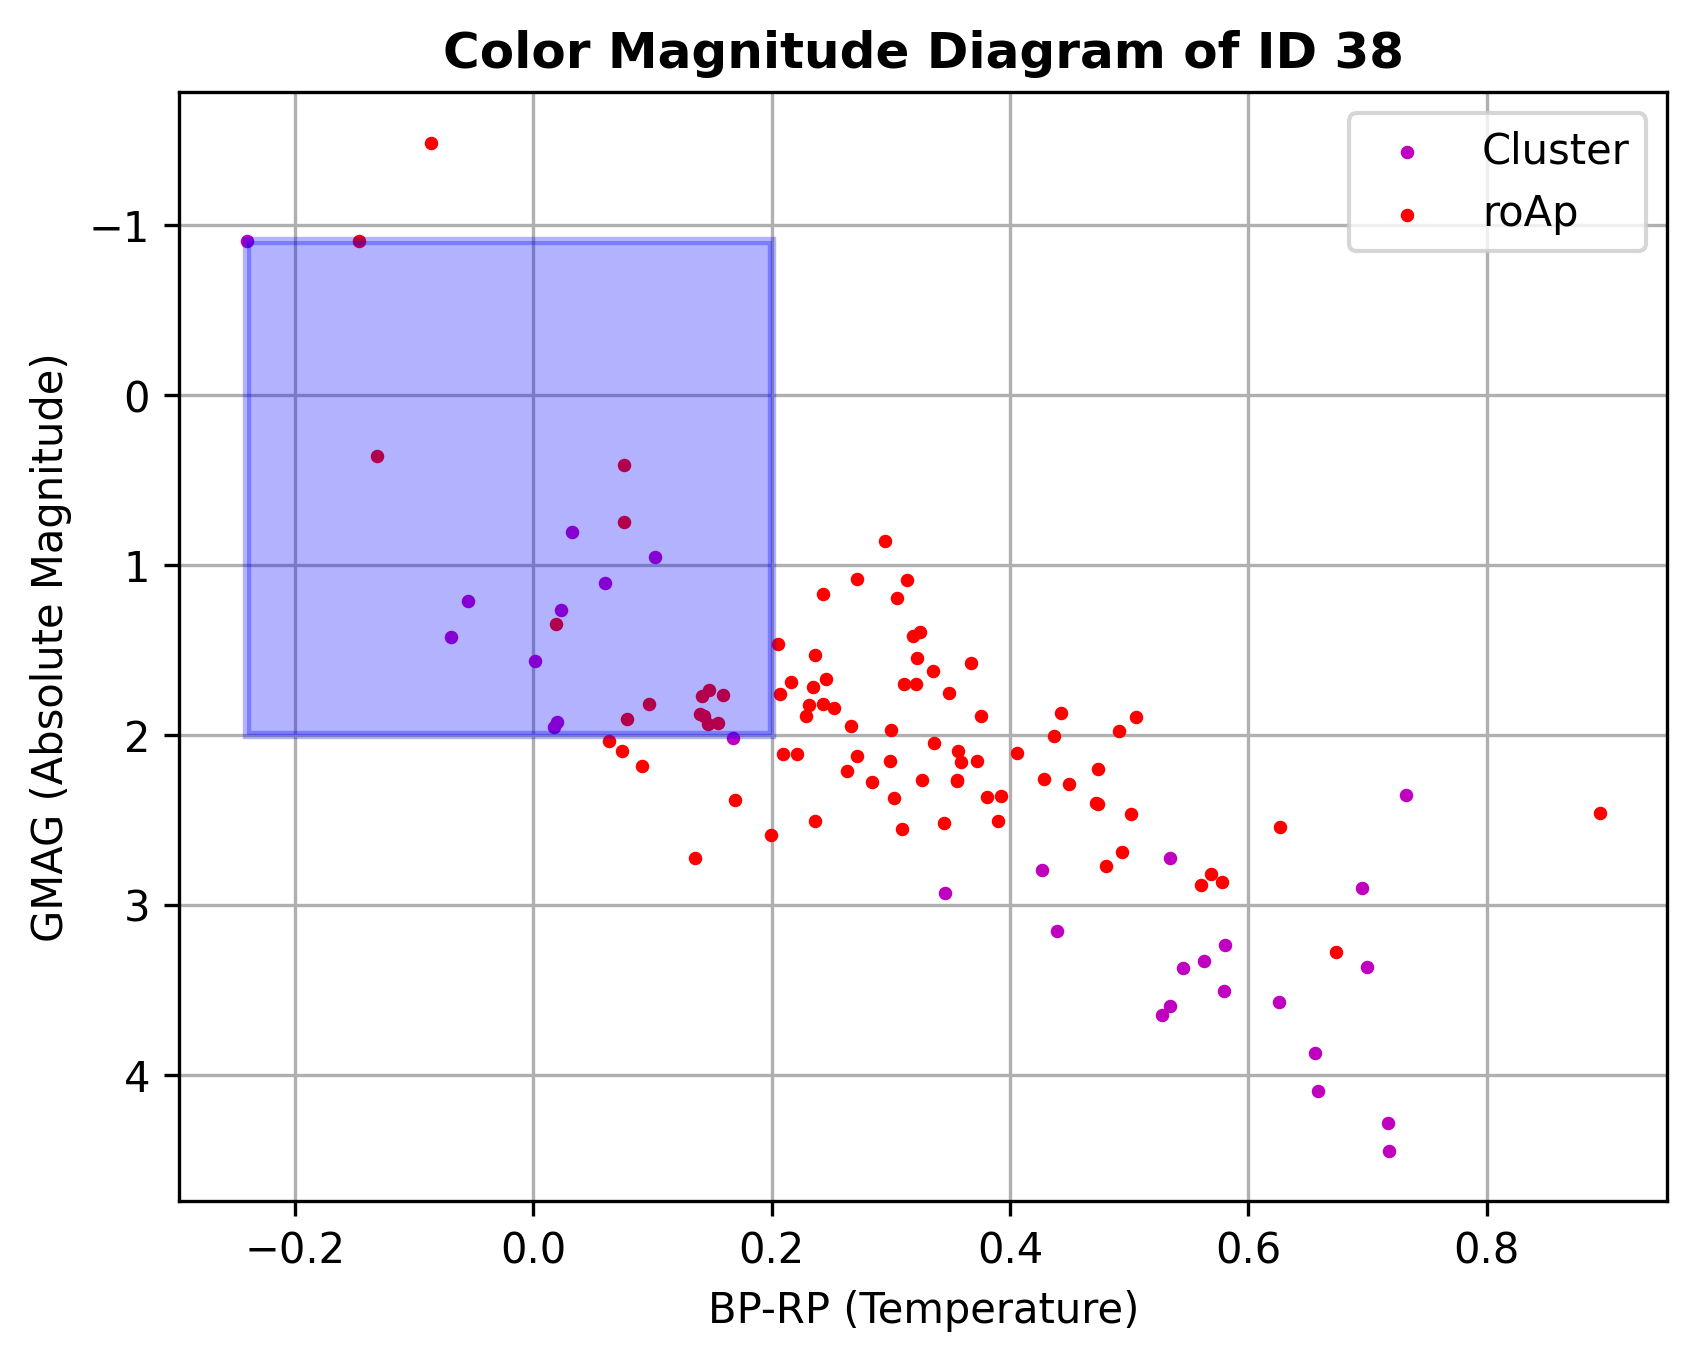 Color Magnitude Diagram of ID 38
Cluster
roAp
−1
0
1
2
3
4
GMAG (Absolute Magnitude)
−0.2 0.0 0.2 0.4 0.6 0.8
BP-RP (Temperature)